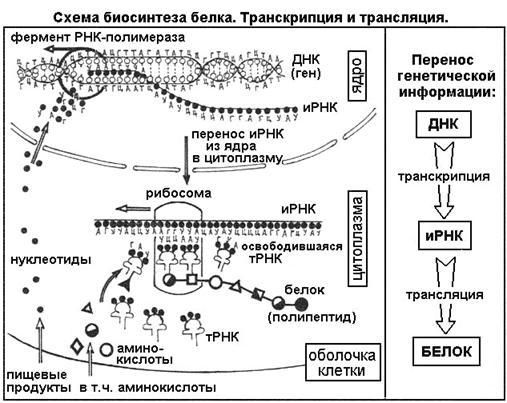 Схема биосинтеза белка. Транскрипция и трансляция.
фермент РНК-полимераза
ДНК
(ген)
ядро
иРНК
перенос иРНК
из ядра
в цитоплазму
рибосома
иРНК
цитоплазма
освободившаяся
тРНК
нуклеотиды
белок
(полипептид)
тРНК
амино-
кислоты
оболочка
клетки
пищевые
продукты в т.ч. аминокислоты
Перенос
генетической
информации:
ДНК
транскрипция
иРНК
трансляция
БЕЛОК